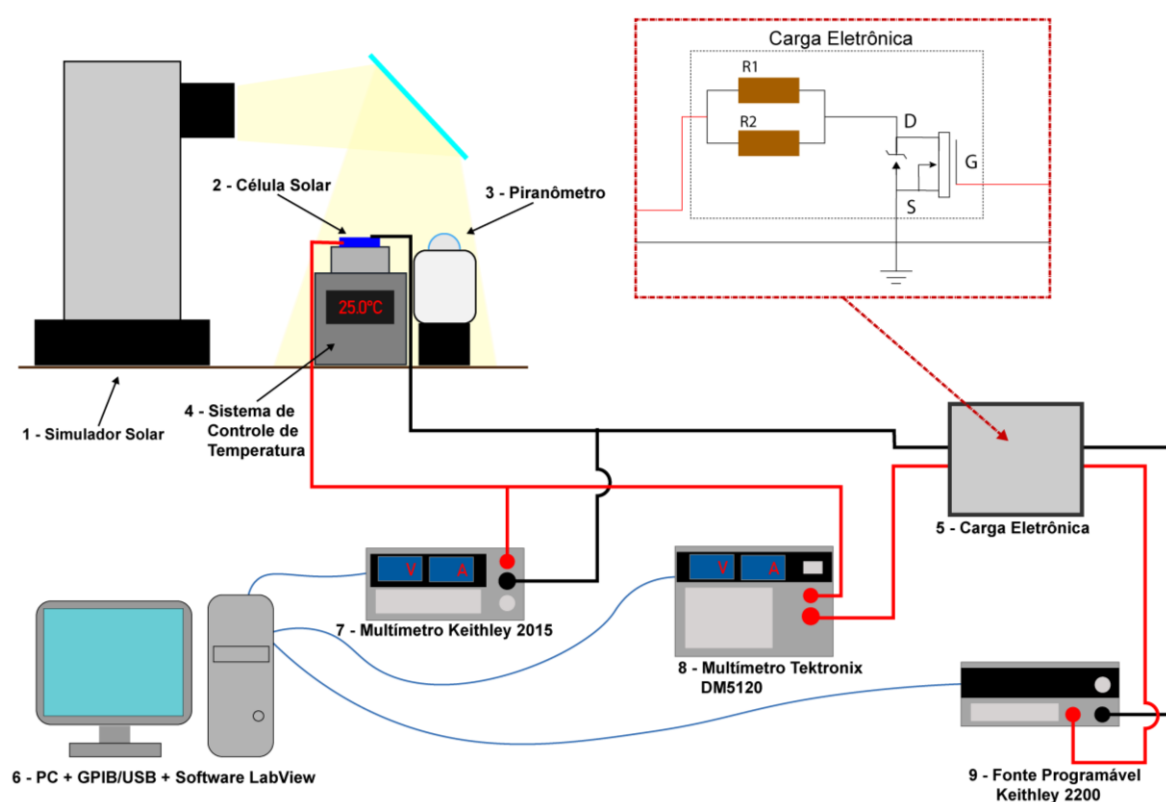 Carga Eletrônica
R1
R2
D
G
S
2 - Célula Solar
3 - Piranômetro
25.0ºC
1 - Simulador Solar
4 - Sistema de
Controle de
Temperatura
5 - Carga Eletrônica
V
A
7 - Multímetro Keithley 2015
V
A
8 - Multímetro Tektronix
DM5120
6 - PC + GPIB/USB + Software LabView
9 - Fonte Programável
Keithley 2200